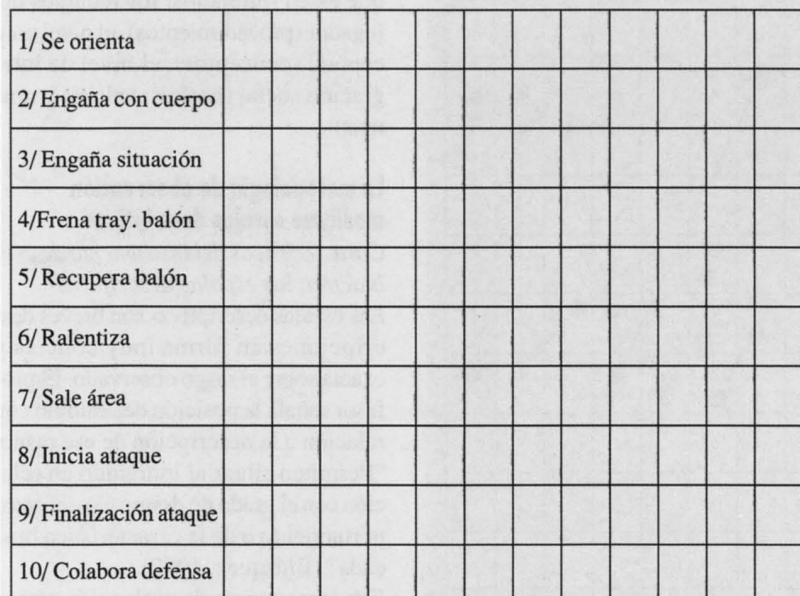 1/ Se orienta
2/ Engaña con cuerpo
3/ Engaña situación
4/Frena tray. balón
5/ Recupera balón
6/ Ralentiza
7/ Sale área
8/ Inicia ataque
9/ Finalización ataque
10/ Colabora defensa